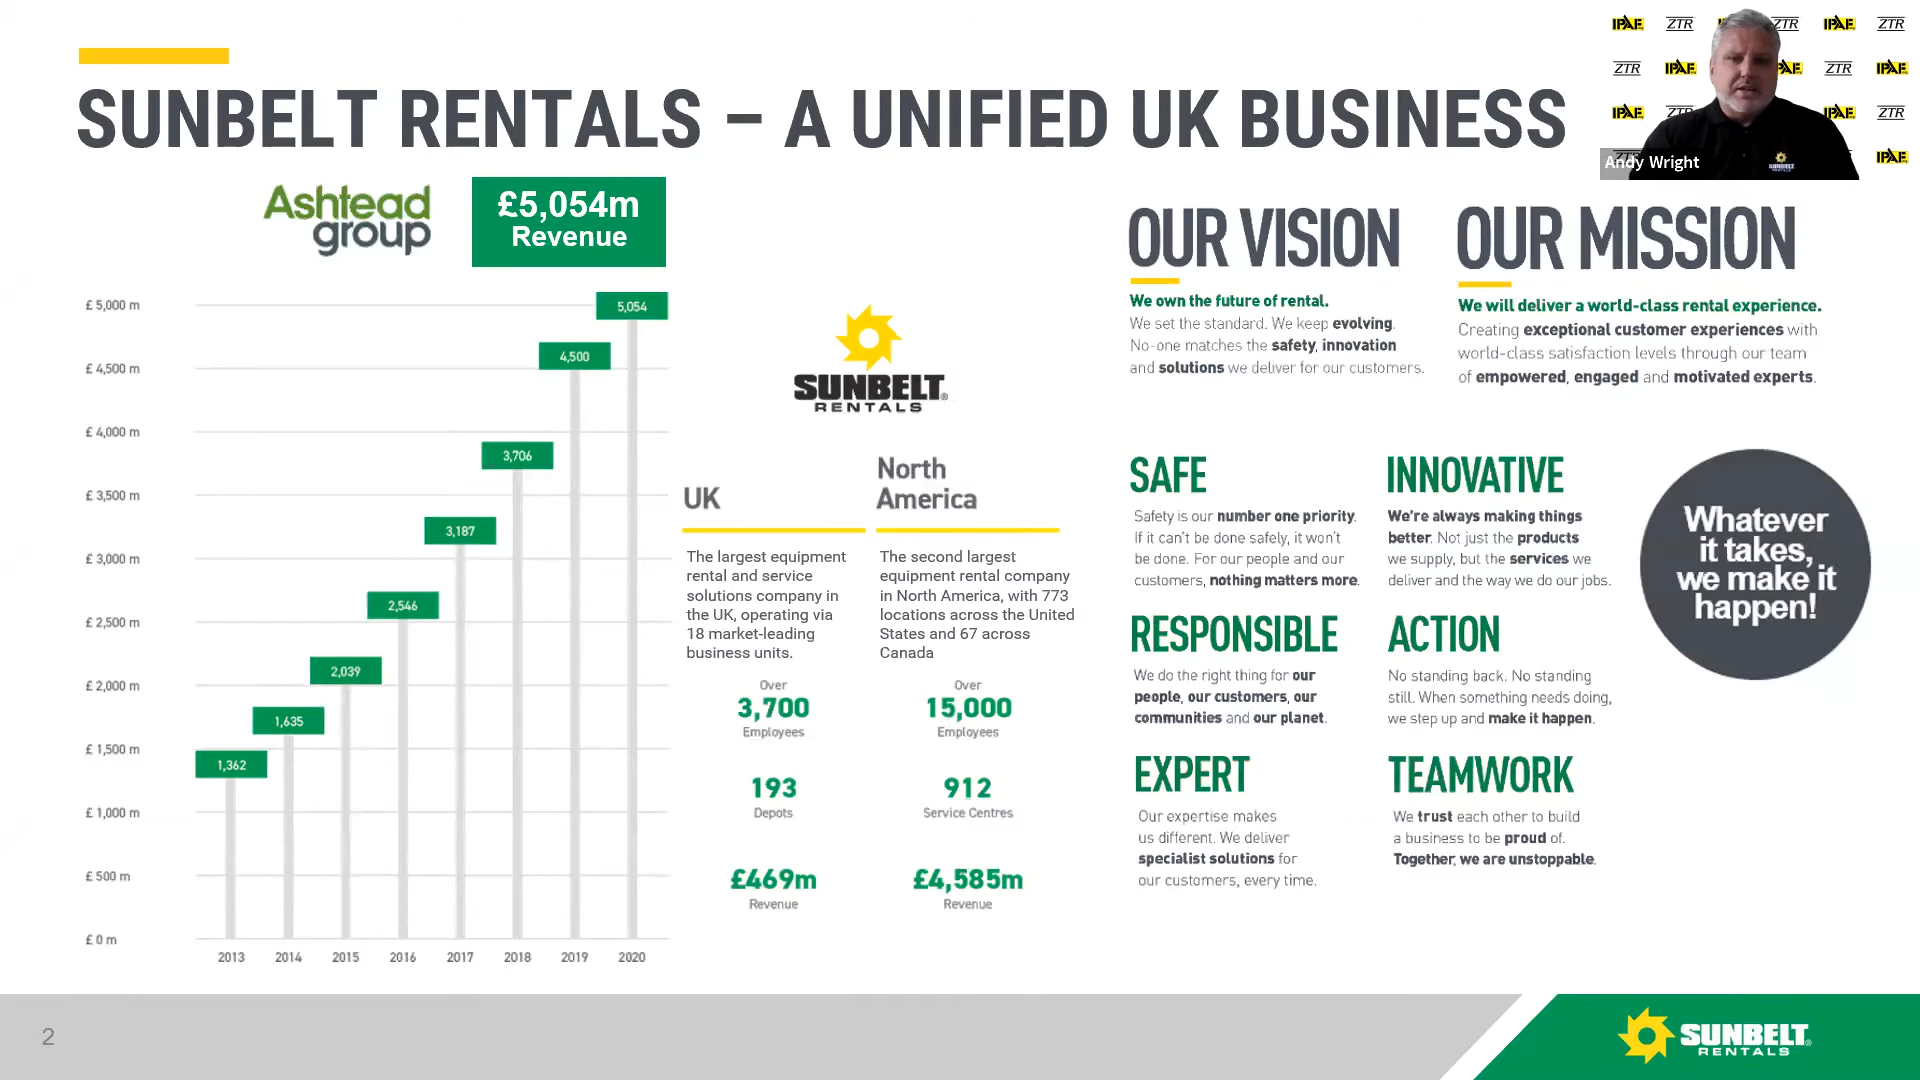 SUNBELT RENTALS – A UNIFIED UK BUSINESS
IPAF ZTR ZTR IPAF ZTR
ZTR IPAF PAF ZTR IPAF
IPAF IPAF ZTR
IPAF
Andy Wright
SUNBELT
RENTALS
Ashtead
group
£5,054m
Revenue
£ 5,000 m
£ 4,500 m
£ 4,000 m
£ 3,500 m
£ 3,000 m
£ 2,500 m
£ 2,000 m
£ 1,500 m
£ 1,000 m
£ 500 m
£ 0 m
1,362
1,635
2,039
2,546
3,187
3,706
4,500
5,054
2013 2014 2015 2016 2017 2018 2019 2020
SUNBELT®
RENTALS
UK
The largest equipment
rental and service
solutions company in
the UK, operating via
18 market-leading
business units.
Over
3,700
Employees
193
Depots
£469m
Revenue
North
America
The second largest
equipment rental company
in North America, with 773
locations across the United
States and 67 across
Canada
Over
15,000
Employees
912
Service Centres
£4,585m
Revenue
OUR VISION
We own the future of rental.
We set the standard. We keep evolving.
No-one matches the safety, innovation
and solutions we deliver for our customers.
OUR MISSION
We will deliver a world-class rental experience.
Creating exceptional customer experiences with
world-class satisfaction levels through our team
of empowered, engaged and motivated experts.
SAFE
Safety is our number one priority.
If it can't be done safely, it won't
be done. For our people and our
customers, nothing matters more.
INNOVATIVE
We're always making things
better. Not just the products
we supply, but the services we
deliver and the way we do our jobs.
RESPONSIBLE
We do the right thing for our
people, our customers, our
communities and our planet.
ACTION
No standing back. No standing
still. When something needs doing,
we step up and make it happen.
EXPERT
Our expertise makes
us different. We deliver
specialist solutions for
our customers, every time.
TEAMWORK
We trust each other to build
a business to be proud of.
Together, we are unstoppable.
Whatever
it takes,
we make it
happen!
2
SUNBELT®
RENTALS